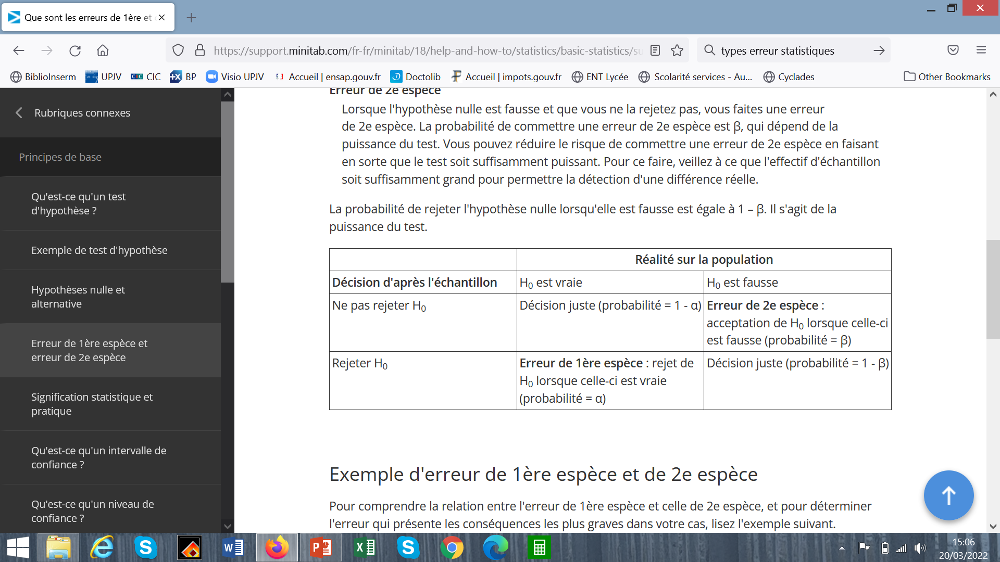 Que sont les erreurs de 1ère et
https://support.minitab.com/fr-fr/minitab/18/help-and-how-to/statistics/basic-statistics/su
types erreur statistiques
BiblioInserm
UPJV
CIC
CIC
+X
BP
Visio UPJV
Accueil | ensap.gouv.fr
Doctolib
Accueil | impots.gouv.fr
ENT Lycée
Scolarité services - Au...
Cyclades
Other Bookmarks
Rubriques connexes
Principes de base
Qu'est-ce qu'un test
d'hypothèse ?
Exemple de test d'hypothèse
Hypothèses nulle et
alternative
Erreur de 1ère espèce et
erreur de 2e espèce
Signification statistique et
pratique
Qu'est-ce qu'un intervalle de
confiance ?
Qu'est-ce qu'un niveau de
confiance ?
Erreur de 2e espèce
Lorsque l'hypothèse nulle est fausse et que vous ne la rejetez pas, vous faites une erreur
de 2e espèce. La probabilité de commettre une erreur de 2e espèce est β, qui dépend de la
puissance du test. Vous pouvez réduire le risque de commettre une erreur de 2e espèce en faisant
en sorte que le test soit suffisamment puissant. Pour ce faire, veillez à ce que l'effectif d'échantillon
soit suffisamment grand pour permettre la détection d'une différence réelle.
La probabilité de rejeter l'hypothèse nulle lorsqu'elle est fausse est égale à 1 – β. Il s'agit de la
puissance du test.
Réalité sur la population
Décision d'après l'échantillon
H0 est vraie
H0 est fausse
Ne pas rejeter H0
Décision juste (probabilité = 1 - α)
Erreur de 2e espèce :
acceptation de H0 lorsque celle-ci
est fausse (probabilité = β)
Rejeter H0
Erreur de 1ère espèce : rejet de
H0 lorsque celle-ci est vraie
(probabilité = α)
Décision juste (probabilité = 1 - β)
Exemple d'erreur de 1ère espèce et de 2e espèce
Pour comprendre la relation entre l'erreur de 1ère espèce et celle de 2e espèce, et pour déterminer
l'erreur qui présente les conséquences les plus graves dans votre cas, lisez l'exemple suivant.
15:06
20/03/2022